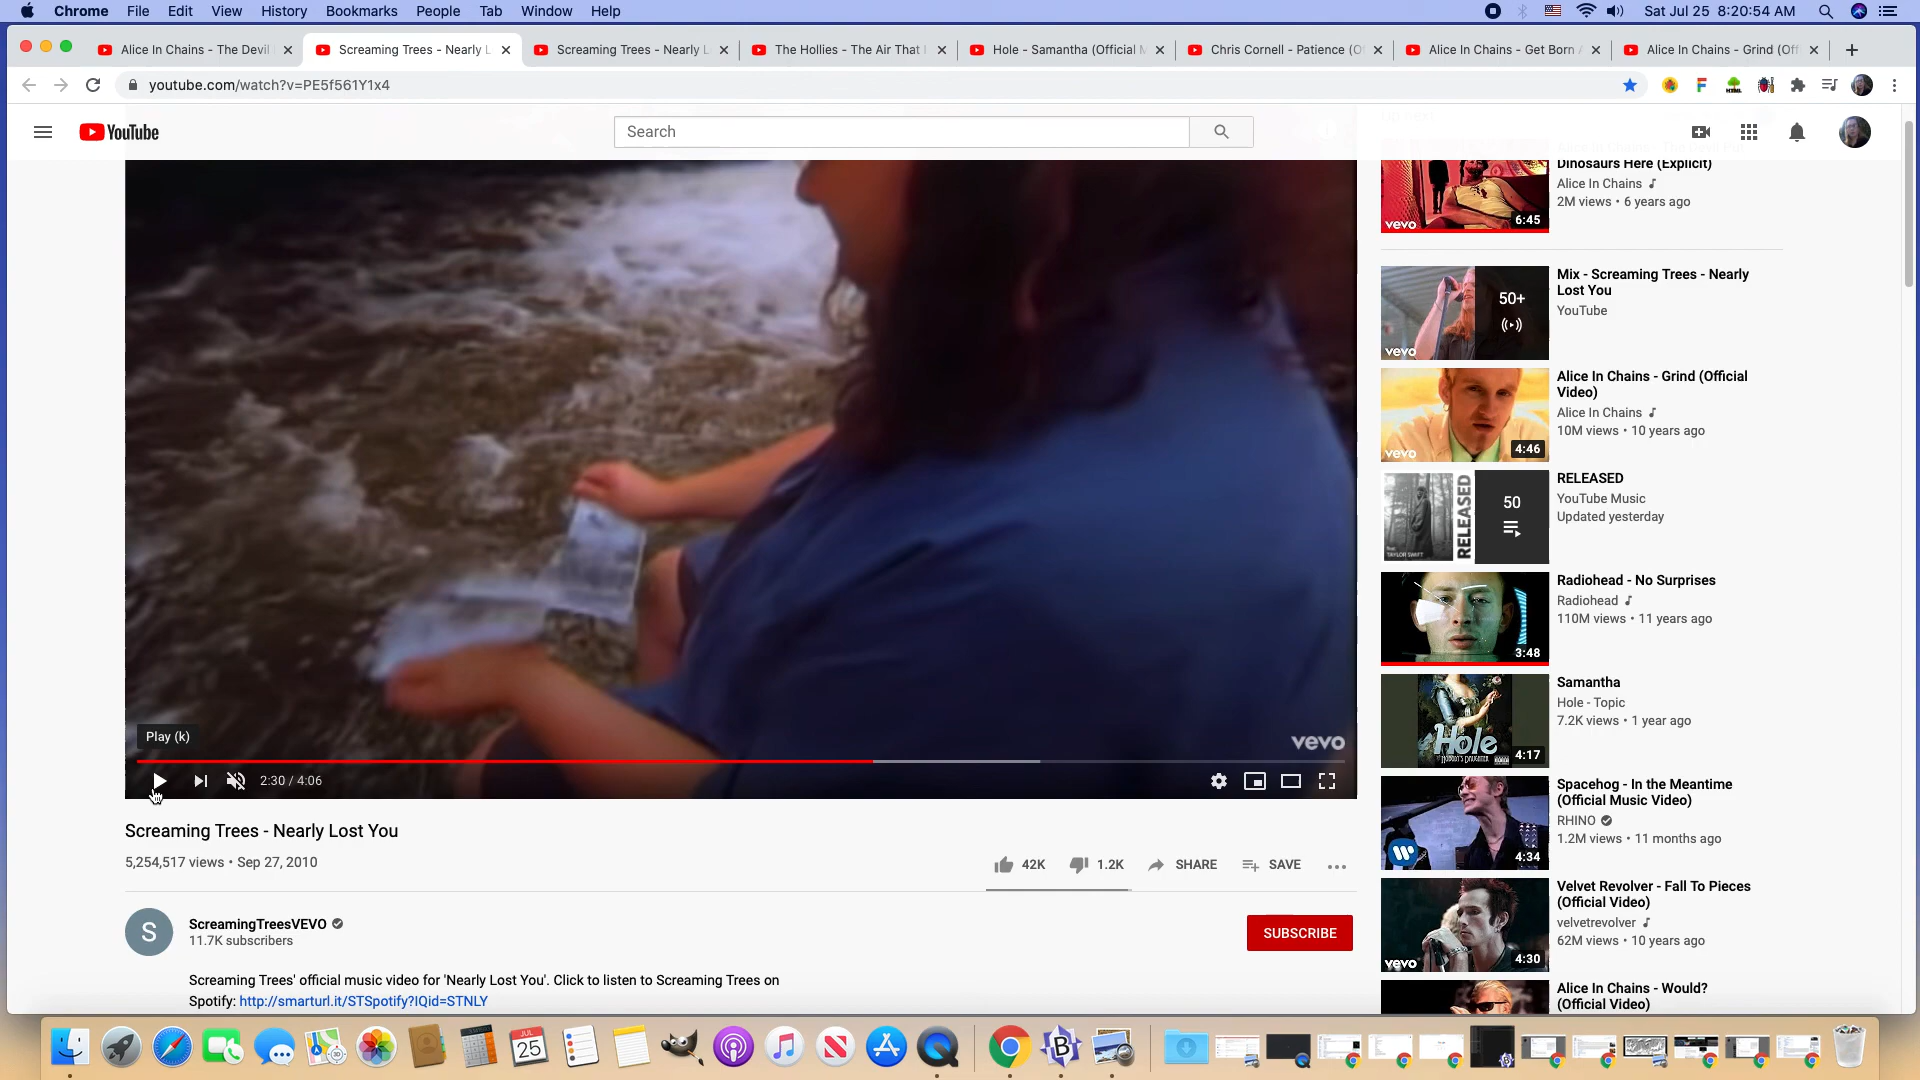 Chrome File Edit View History Bookmarks People Tab Window Help
Sat Jul 25 8:20:54 AM
Alice In Chains - The Devil
Screaming Trees - Nearly L
Screaming Trees - Nearly L
The Hollies - The Air That
Hole - Samantha (Official
Chris Cornell - Patience (O
Alice In Chains - Get Born
Alice In Chains - Grind (Off
youtube.com/watch?v=PE5f561Y1x4
YouTube
Search
Dinosaurs Here (Explicit)
Alice In Chains
2M views • 6 years ago
vevo
6:45
Mix - Screaming Trees - Nearly
Lost You
YouTube
50+
vevo
Alice In Chains - Grind (Official
Video)
Alice In Chains
10M views • 10 years ago
vevo
4:46
RELEASED
YouTube Music
Updated yesterday
RELEASED
50
TAYLOR SWIFT
Radiohead - No Surprises
Radiohead
110M views • 11 years ago
3:48
Samantha
Hole - Topic
7.2K views • 1 year ago
Hole
4:17
Spacehog - In the Meantime
(Official Music Video)
RHINO
1.2M views • 11 months ago
4:34
Velvet Revolver - Fall To Pieces
(Official Video)
velvetrevolver
62M views • 10 years ago
vevo
4:30
Alice In Chains - Would?
(Official Video)
Play (k)
vevo
2:30 / 4:06
Screaming Trees - Nearly Lost You
5,254,517 views • Sep 27, 2010
42K
1.2K
SHARE
SAVE
S
ScreamingTreesVEVO
11.7K subscribers
SUBSCRIBE
Screaming Trees' official music video for 'Nearly Lost You'. Click to listen to Screaming Trees on
Spotify: http://smarturl.it/STSpotify?IQid=STNLY
JUL
25